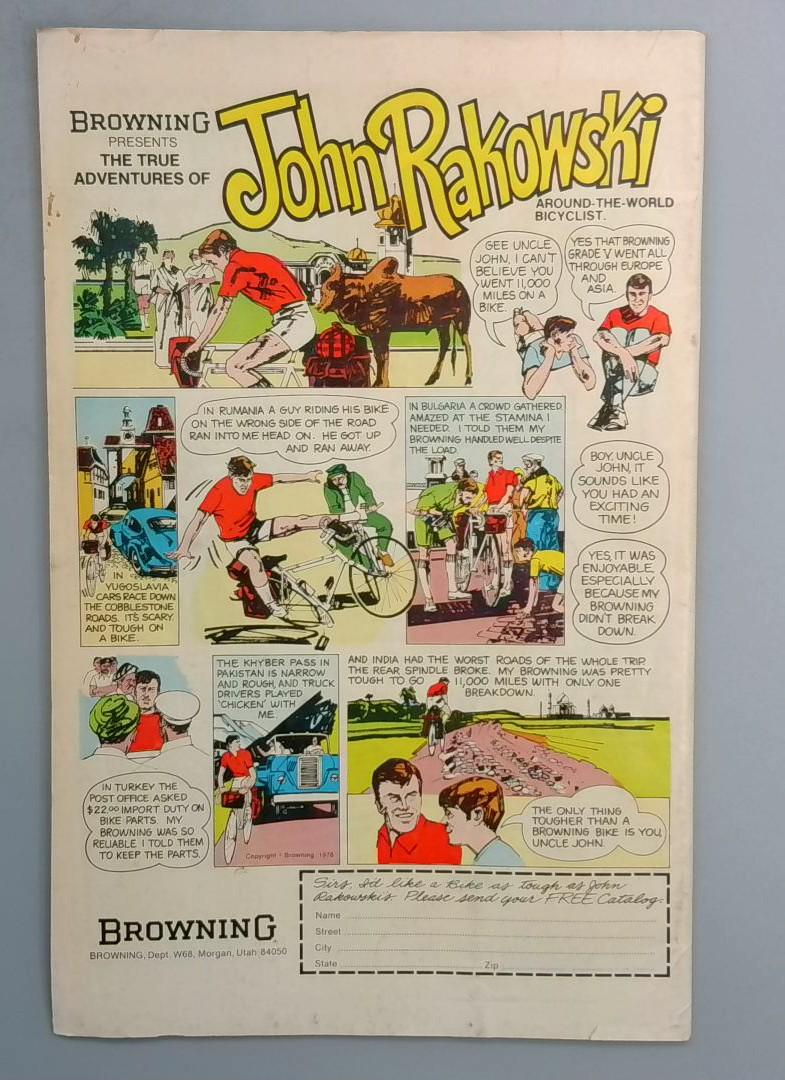 BROWNING
PRESENTS
THE TRUE
ADVENTURES OF
John Rakowski
AROUND-THE-WORLD
BICYCLIST.
GEE UNCLE
JOHN, I CAN'T
BELIEVE YOU
WENT 11,000
MILES ON A
BIKE.
YES THAT BROWNING
GRADE V WENT ALL
THROUGH EUROPE
AND
ASIA.
IN RUMANIA A GUY RIDING HIS BIKE
ON THE WRONG SIDE OF THE ROAD
RAN INTO ME HEAD ON. HE GOT UP
AND RAN AWAY.
IN BULGARIA A CROWD GATHERED,
AMAZED AT THE STAMINA I
NEEDED. I TOLD THEM MY
BROWNING HANDLED WELL DESPITE
THE LOAD.
BOY, UNCLE
JOHN, IT
SOUNDS LIKE
YOU HAD AN
EXCITING
TIME!
IN
YUGOSLAVIA
CARS RACE DOWN
THE COBBLESTONE
ROADS. IT'S SCARY.
AND TOUGH ON
A BIKE.
YES, IT WAS
ENJOYABLE,
ESPECIALLY
BECAUSE MY
BROWNING
DIDN'T BREAK
DOWN.
THE KHYBER PASS IN
PAKISTAN IS NARROW
AND ROUGH, AND TRUCK
DRIVERS PLAYED
'CHICKEN' WITH
ME.
AND INDIA HAD THE WORST ROADS OF THE WHOLE TRIP.
THE REAR SPINDLE BROKE. MY BROWNING WAS PRETTY
TOUGH TO GO 11,000 MILES WITH ONLY ONE
BREAKDOWN.
IN TURKEY THE
POST OFFICE ASKED
$22.00 IMPORT DUTY ON
BIKE PARTS. MY
BROWNING WAS SO
RELIABLE I TOLD THEM
TO KEEP THE PARTS.
THE ONLY THING
TOUGHER THAN A
BROWNING BIKE IS YOU,
UNCLE JOHN.
Copyright Browning 1976
Sirs, I'd like a Bike as tough as John
Rakowski's. Please send your FREE Catalog.
Name
Street
City
State Zip
BROWNING
BROWNING, Dept. W68, Morgan, Utah 84050